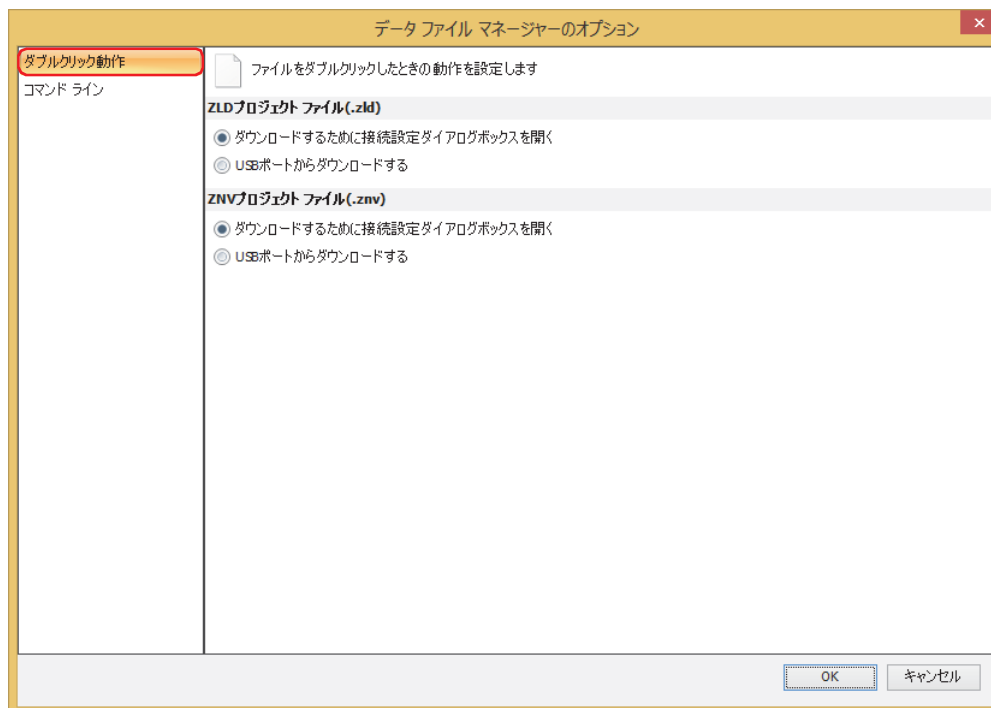 データ ファイル マネージャーのオプション
ダブルクリック動作
コマンド ライン
ファイルをダブルクリックしたときの動作を設定します
ZLDプロジェクト ファイル(.zld)
ダウンロードするために接続設定ダイアログボックスを開く
USBポートからダウンロードする
ZNVプロジェクト ファイル(.znv)
ダウンロードするために接続設定ダイアログボックスを開く
USBポートからダウンロードする
OK
キャンセル